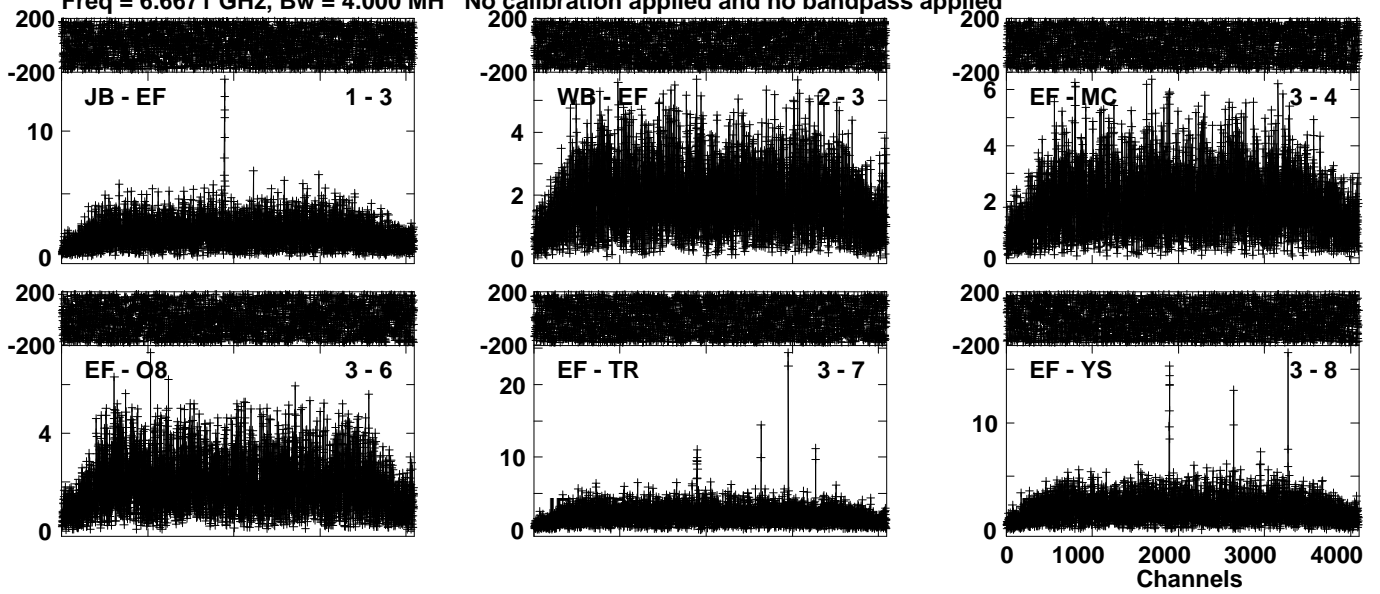 Freq = 6.6671 GHz, Bw = 4.000 MH No calibration applied and no bandpass applied
200 200 200
-200 -200 -200
JB - EF 1 - 3 WB - EF 2 - 3 EF - MC 3 - 4
6
10 4 4
2 2
0 0 0
200 200 200
-200 -200 -200
EF - O8 3 - 6 EF - TR 3 - 7 EF - YS 3 - 8
20
4 10 10
0 0 0
0 1000 2000 3000 4000
Channels